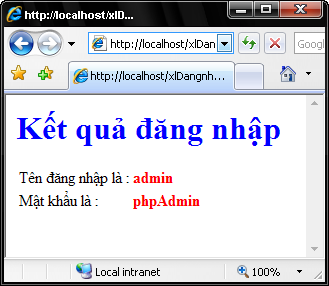 http://localhost/xlD...
http://localhost/xlDan
Goog
http://localhost/xlDangnh...
Kết quả đăng nhập
Tên đăng nhập là : admin
Mật khẩu là : phpAdmin
Local intranet
100%